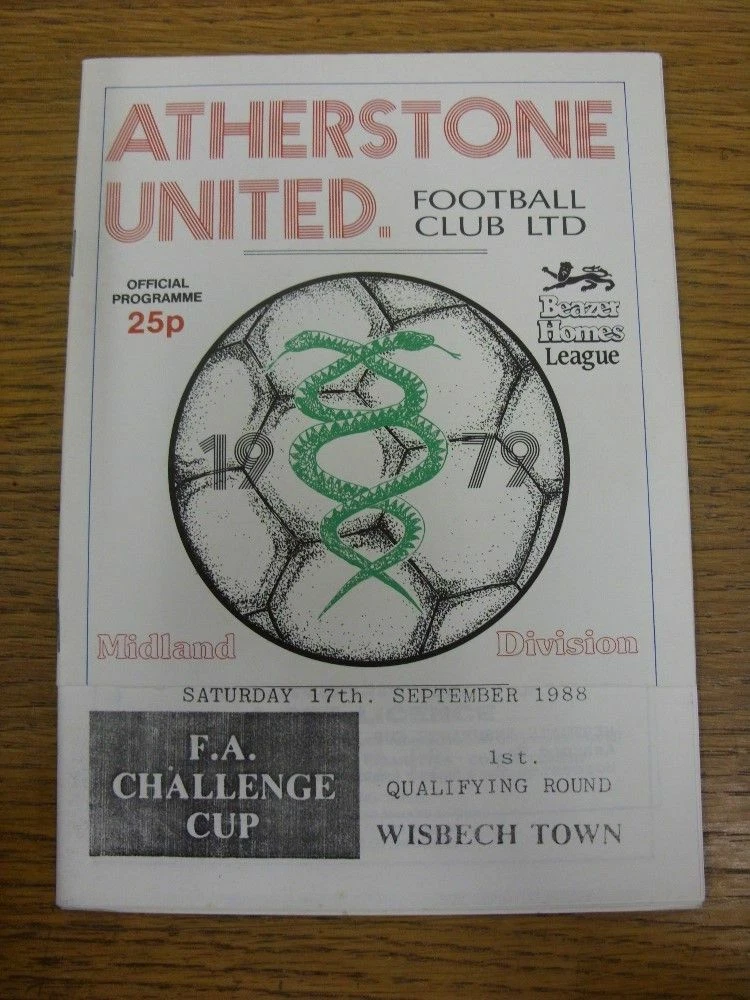 ATHERSTONE
UNITED.
FOOTBALL
CLUB LTD
OFFICIAL
PROGRAMME
25p
Beazer
Homes
League
19 79
Midland Division
SATURDAY 17th. SEPTEMBER 1988
F.A.
CHALLENGE
CUP
1st.
QUALIFYING ROUND
WISBECH TOWN